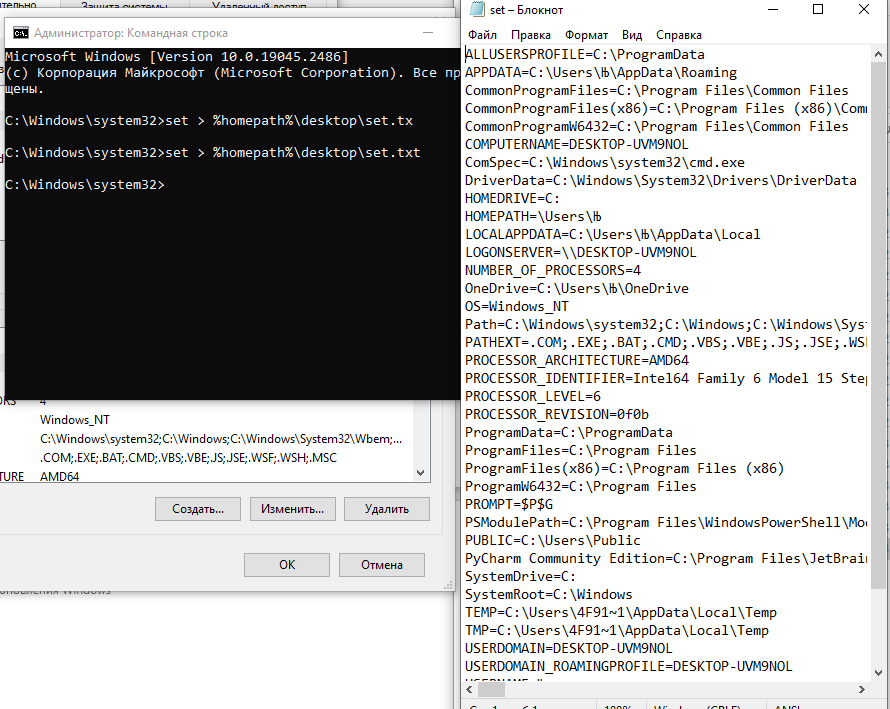 Защита системы
Удаленный доступ
Администратор: Командная строка
Microsoft Windows [Version 10.0.19045.2486]
(c) Корпорация Майкрософт (Microsoft Corporation). Все пр
щены.
C:\Windows\system32>set > %homepath%\desktop\set.tx
C:\Windows\system32>set > %homepath%\desktop\set.txt
C:\Windows\system32>
4
Windows_NT
C:\Windows\system32;C:\Windows;C:\Windows\System32\Wbem;...
.COM;.EXE;.BAT;.CMD;.VBS;.VBE;.JS;.JSE;.WSF;.WSH;.MSC
TURE AMD64
Создать... Изменить... Удалить
ОК Отмена
set – Блокнот
Файл Правка Формат Вид Справка
ALLUSERSPROFILE=C:\ProgramData
APPDATA=C:\Users\Њ\AppData\Roaming
CommonProgramFiles=C:\Program Files\Common Files
CommonProgramFiles(x86)=C:\Program Files (x86)\Comm
CommonProgramW6432=C:\Program Files\Common Files
COMPUTERNAME=DESKTOP-UVM9NOL
ComSpec=C:\Windows\system32\cmd.exe
DriverData=C:\Windows\System32\Drivers\DriverData
HOMEDRIVE=C:
HOMEPATH=\Users\Њ
LOCALAPPDATA=C:\Users\Њ\AppData\Local
LOGONSERVER=\\DESKTOP-UVM9NOL
NUMBER_OF_PROCESSORS=4
OneDrive=C:\Users\Њ\OneDrive
OS=Windows_NT
Path=C:\Windows\system32;C:\Windows;C:\Windows\Sys
PATHEXT=.COM;.EXE;.BAT;.CMD;.VBS;.VBE;.JS;.JSE;.WS
PROCESSOR_ARCHITECTURE=AMD64
PROCESSOR_IDENTIFIER=Intel64 Family 6 Model 15 Step
PROCESSOR_LEVEL=6
PROCESSOR_REVISION=0f0b
ProgramData=C:\ProgramData
ProgramFiles=C:\Program Files
ProgramFiles(x86)=C:\Program Files (x86)
ProgramW6432=C:\Program Files
PROMPT=$P$G
PSModulePath=C:\Program Files\WindowsPowerShell\Mo
PUBLIC=C:\Users\Public
PyCharm Community Edition=C:\Program Files\JetBrai
SystemDrive=C:
SystemRoot=C:\Windows
TEMP=C:\Users\4F91~1\AppData\Local\Temp
TMP=C:\Users\4F91~1\AppData\Local\Temp
USERDOMAIN=DESKTOP-UVM9NOL
USERDOMAIN_ROAMINGPROFILE=DESKTOP-UVM9NOL